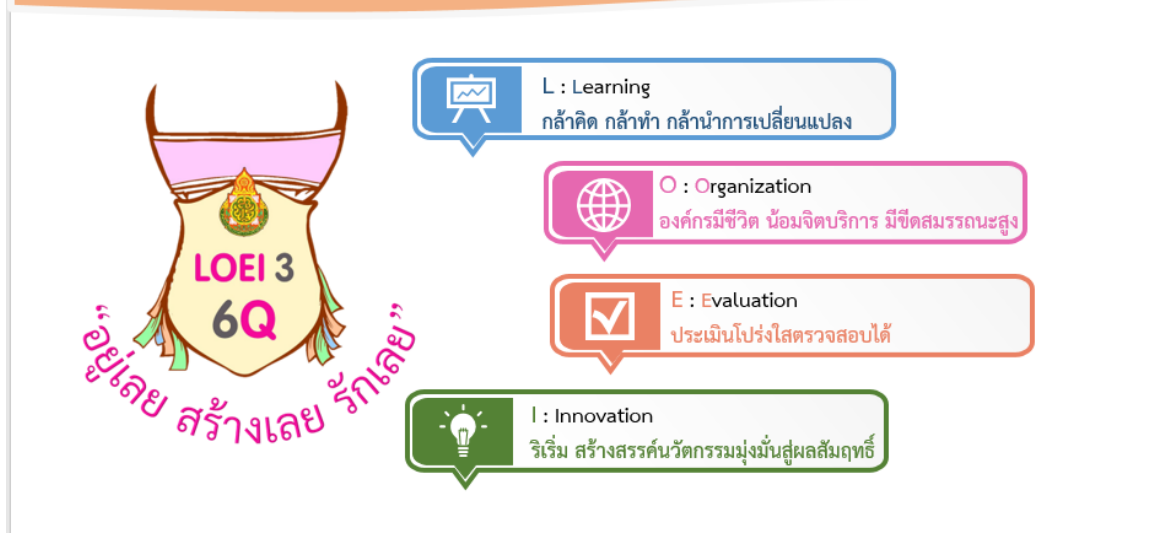 LOEI 3
6Q
"อยู่เลย สร้างเลย รักเลย"
L : Learning
กล้าคิด กล้าทำ กล้านำการเปลี่ยนแปลง
O : Organization
องค์กรมีชีวิต น้อมจิตบริการ มีขีดสมรรถนะสูง
E : Evaluation
ประเมินโปร่งใสตรวจสอบได้
I : Innovation
ริเริ่ม สร้างสรรค์นวัตกรรมมุ่งมั่นสู่ผลสัมฤทธิ์